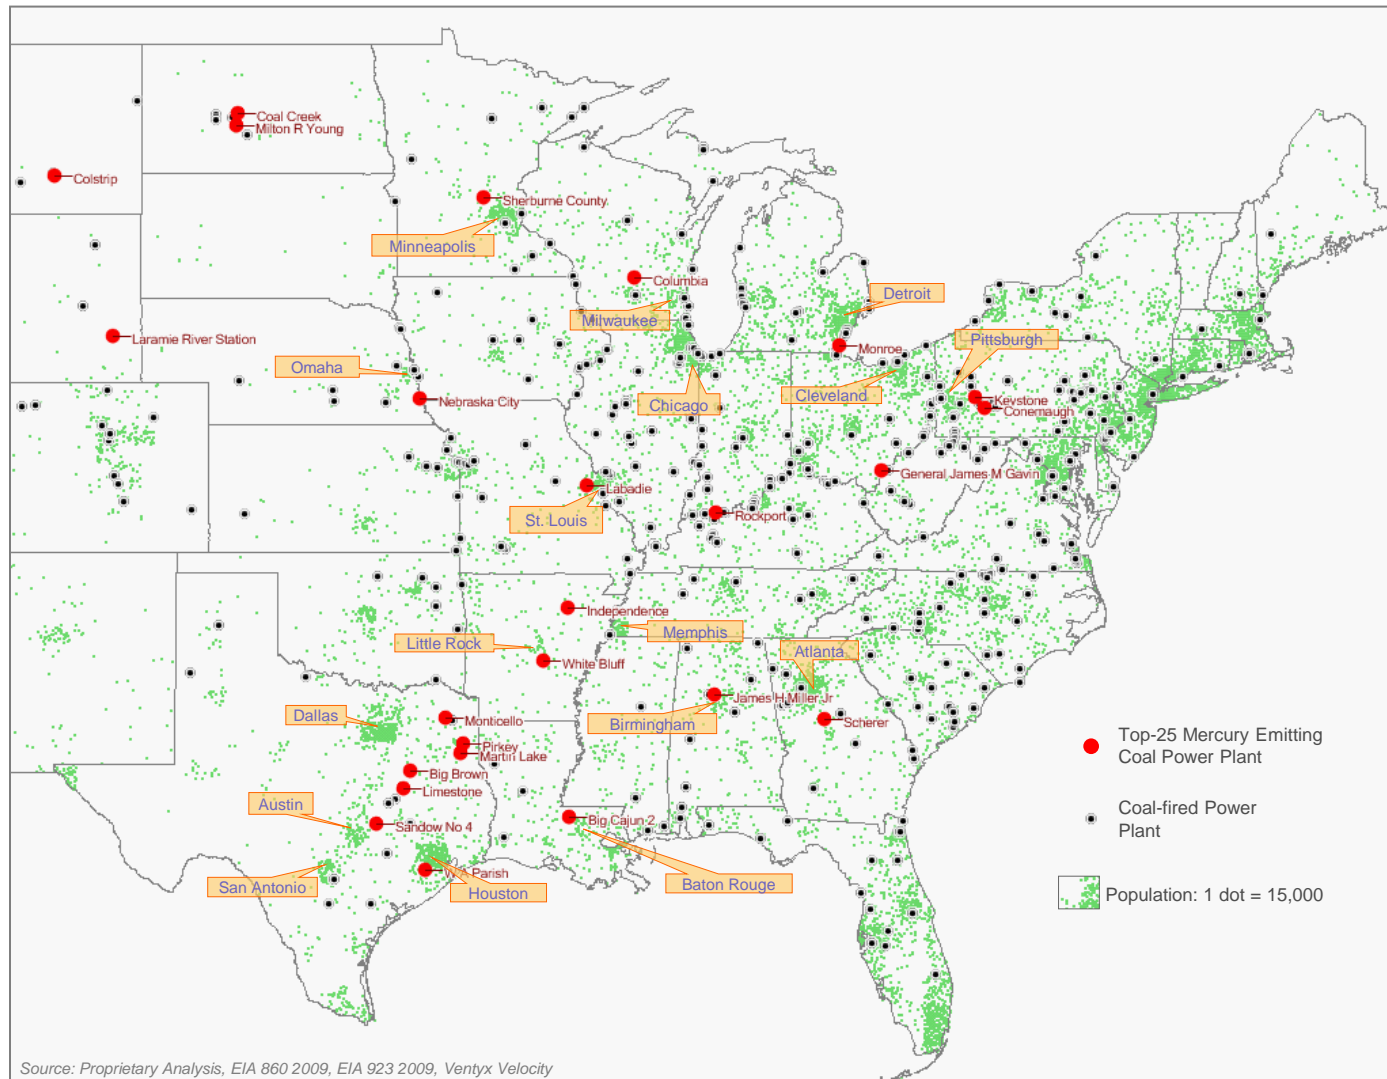 Coal Creek
Milton R Young
Colstrip
Sherburne County
Minneapolis
Columbia
Detroit
Milwaukee
Laramie River Station
Monroe
Pittsburgh
Omaha
Cleveland
Nebraska City
Chicago
Keystone
Conemaugh
General James M Gavin
Labadie
St. Louis
Rockport
Independence
Memphis
Little Rock
Atlanta
White Bluff
James H Miller Jr
Dallas
Monticello
Birmingham
Scherer
Pirkey
Martin Lake
Big Brown
Limestone
Austin
Sandow No 4
Big Cajun 2
W A Parish
San Antonio
Houston
Baton Rouge
Top-25 Mercury Emitting
Coal Power Plant
Coal-fired Power
Plant
Population: 1 dot = 15,000
Source: Proprietary Analysis, EIA 860 2009, EIA 923 2009, Ventyx Velocity